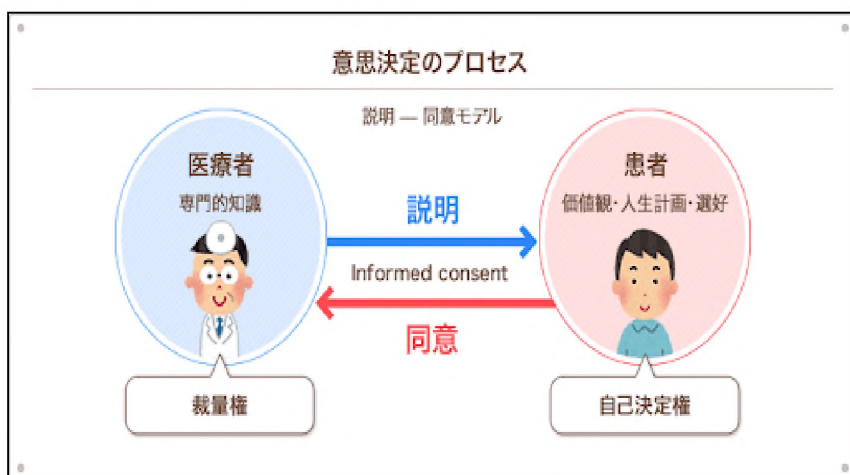 意思決定のプロセス
説明 ― 同意モデル
医療者
専門的知識
患者
価値観・人生計画・選好
説明
Informed consent
同意
裁量権
自己決定権